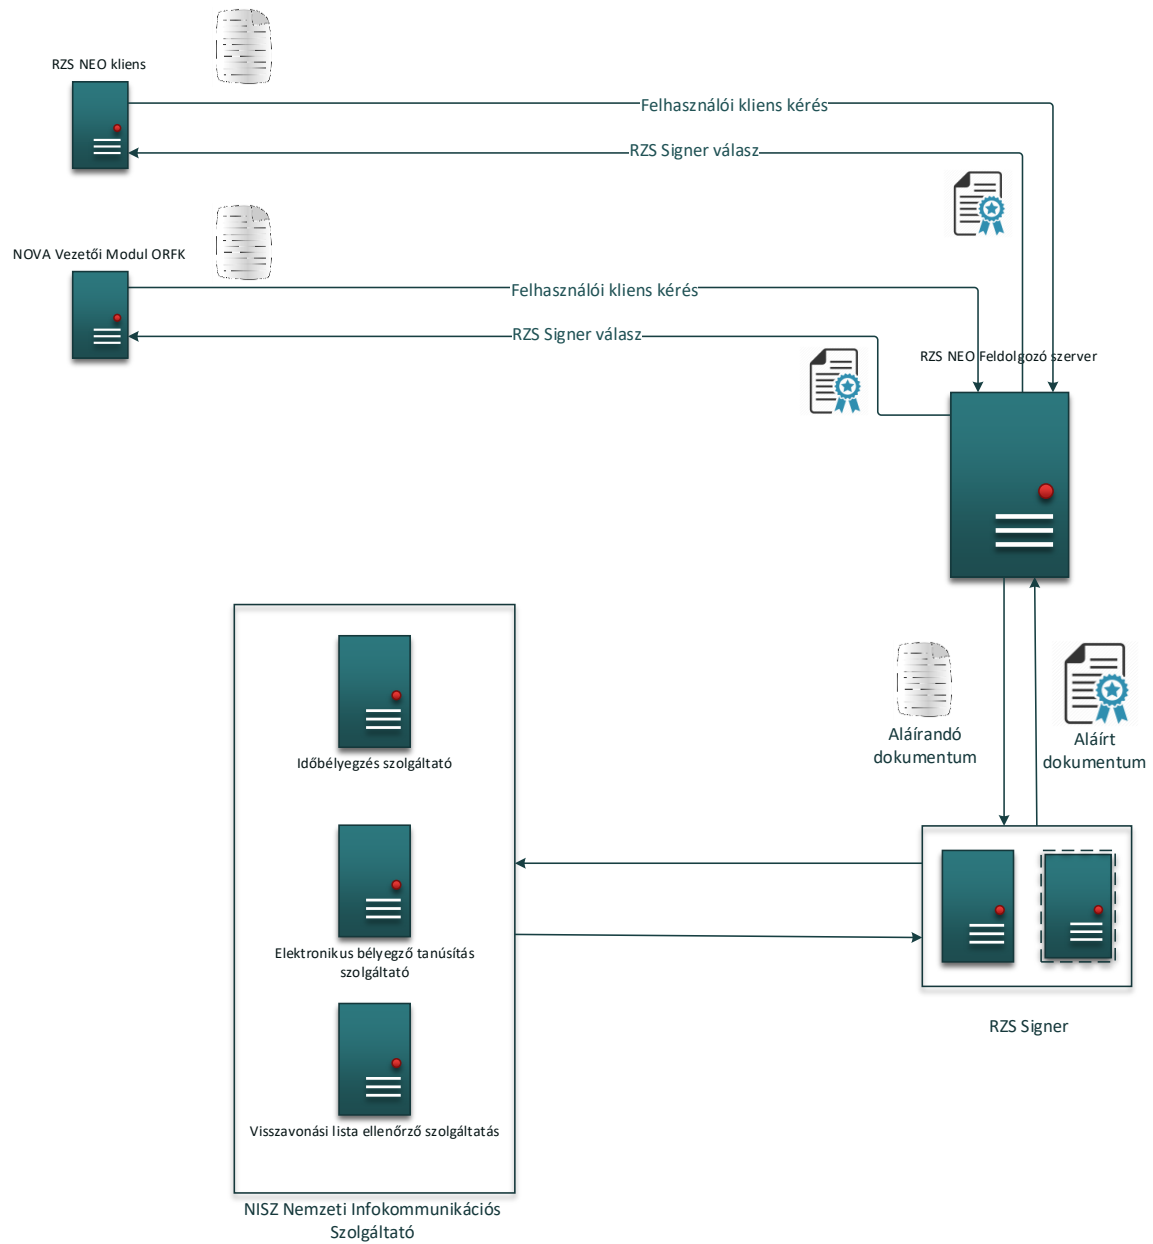 RZS NEO kliens
Felhasználói kliens kérés
RZS Signer válasz
NOVA Vezetői Modul ORFK
Felhasználói kliens kérés
RZS Signer válasz
RZS NEO Feldolgozó szerver
Aláírandó
dokumentum
Aláírt
dokumentum
Időbélyegzés szolgáltató
Elektronikus bélyegző tanúsítás
szolgáltató
RZS Signer
Visszavonási lista ellenőrző szolgáltatás
NISZ Nemzeti Infokommunikációs
Szolgáltató